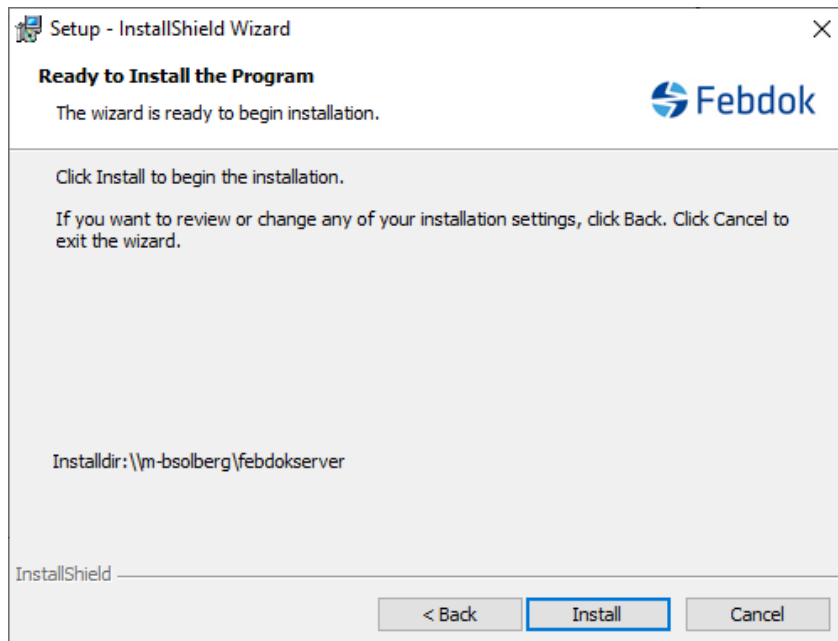 Setup - InstallShield Wizard
Ready to Install the Program
The wizard is ready to begin installation.
Febdok
Click Install to begin the installation.
If you want to review or change any of your installation settings, click Back. Click Cancel to
exit the wizard.
Installdir:\\m-bsolberg\febdokserver
InstallShield
< Back
Install
Cancel